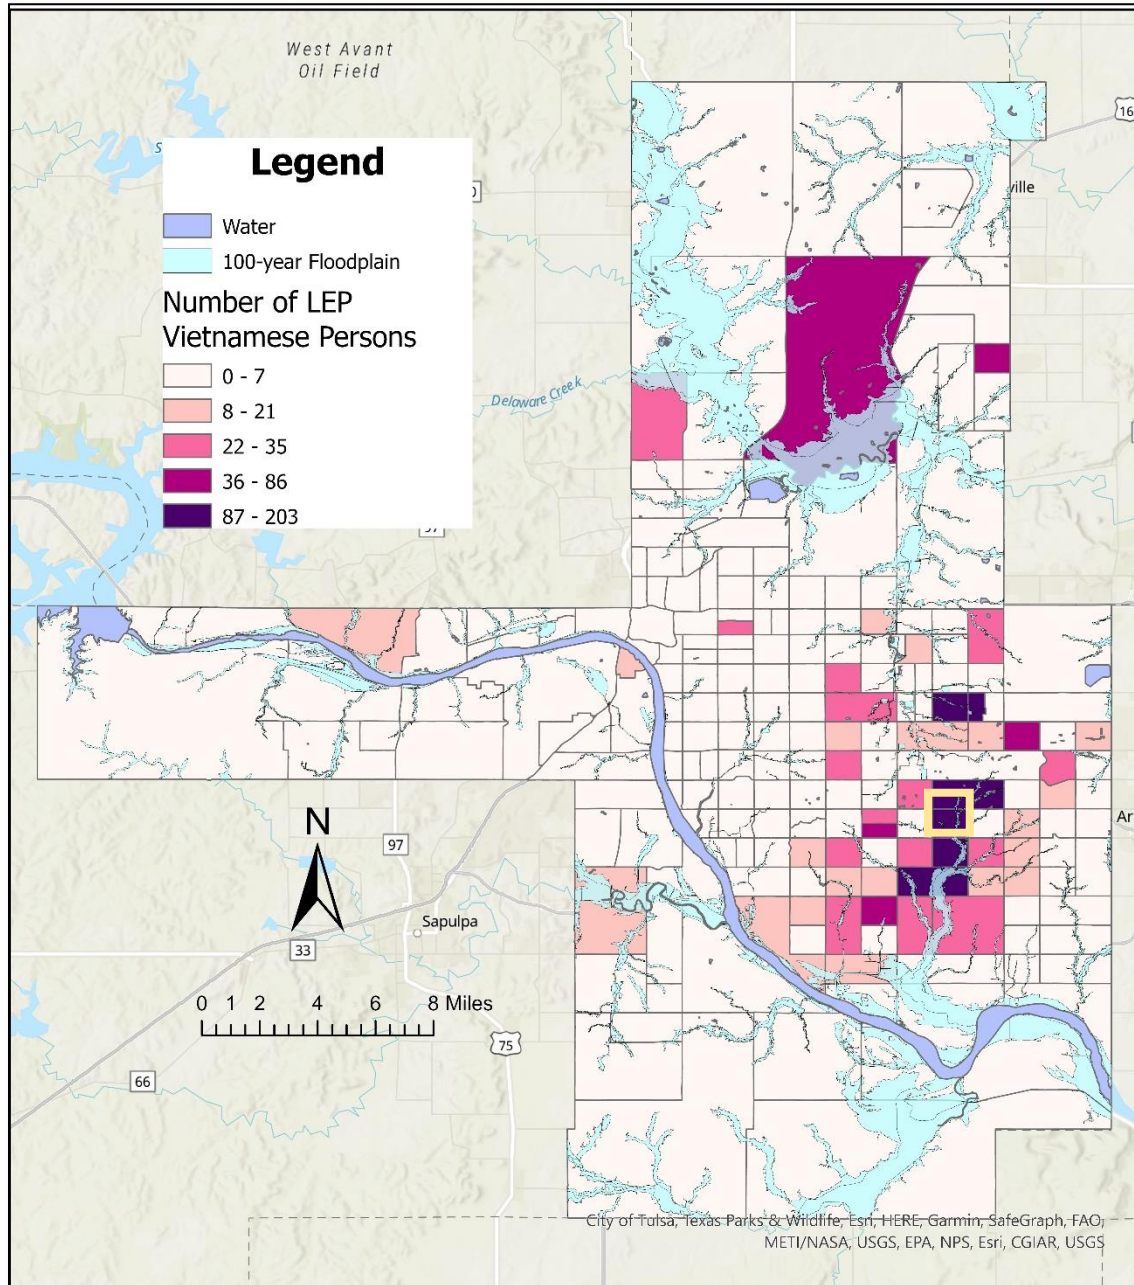 West Avant
Oil Field
16
Legend
Water
100-year Floodplain
Number of LEP
Vietnamese Persons
0 - 7
8 - 21
22 - 35
36 - 86
87 - 203
ville
Delaware Creek
N
97
Ar
Sapulpa
33
0 1 2 4 6 8 Miles
75
66
City of Tulsa, Texas Parks & Wildlife, Esri, HERE, Garmin, SafeGraph, FAO,
METI/NASA, USGS, EPA, NPS, Esri, CGIAR, USGS